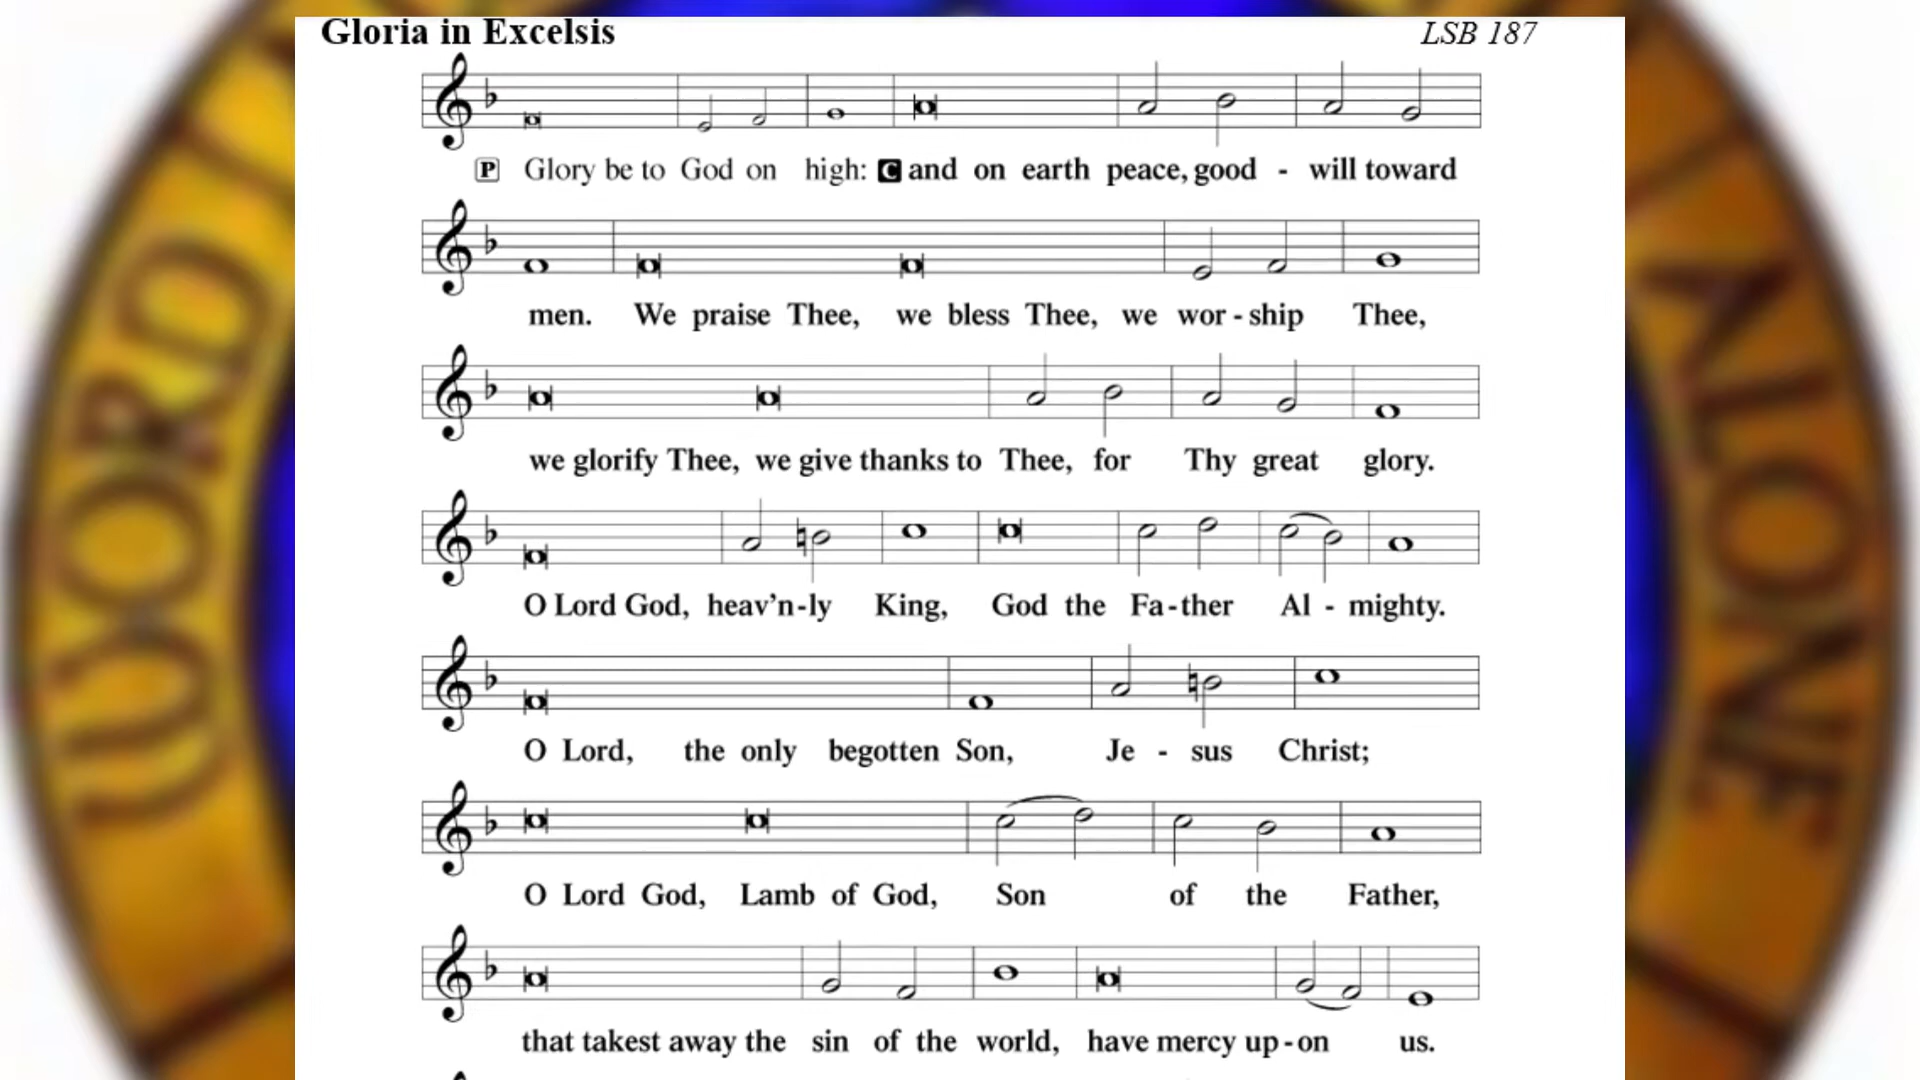 Gloria in Excelsis
LSB 187
P Glory be to God on high: C and on earth peace, good - will toward
men. We praise Thee, we bless Thee, we wor - ship Thee,
we glorify Thee, we give thanks to Thee, for Thy great glory.
O Lord God, heav’n-ly King, God the Fa-ther Al - mighty.
O Lord, the only begotten Son, Je - sus Christ;
O Lord God, Lamb of God, Son of the Father,
that takest away the sin of the world, have mercy up-on us.
WORD
ALONE